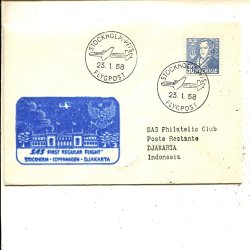 STOCKHOLM
23.1.58
FLYGPOST
STOCKHOLM
23.1.58
FLYGPOST
SVERIGE
SAS FIRST REGULAR FLIGHT
STOCKHOLM - COPENHAGEN - DJAKARTA
SAS Philatelic Club
Poste Restante
DJAKARTA
Indonesia